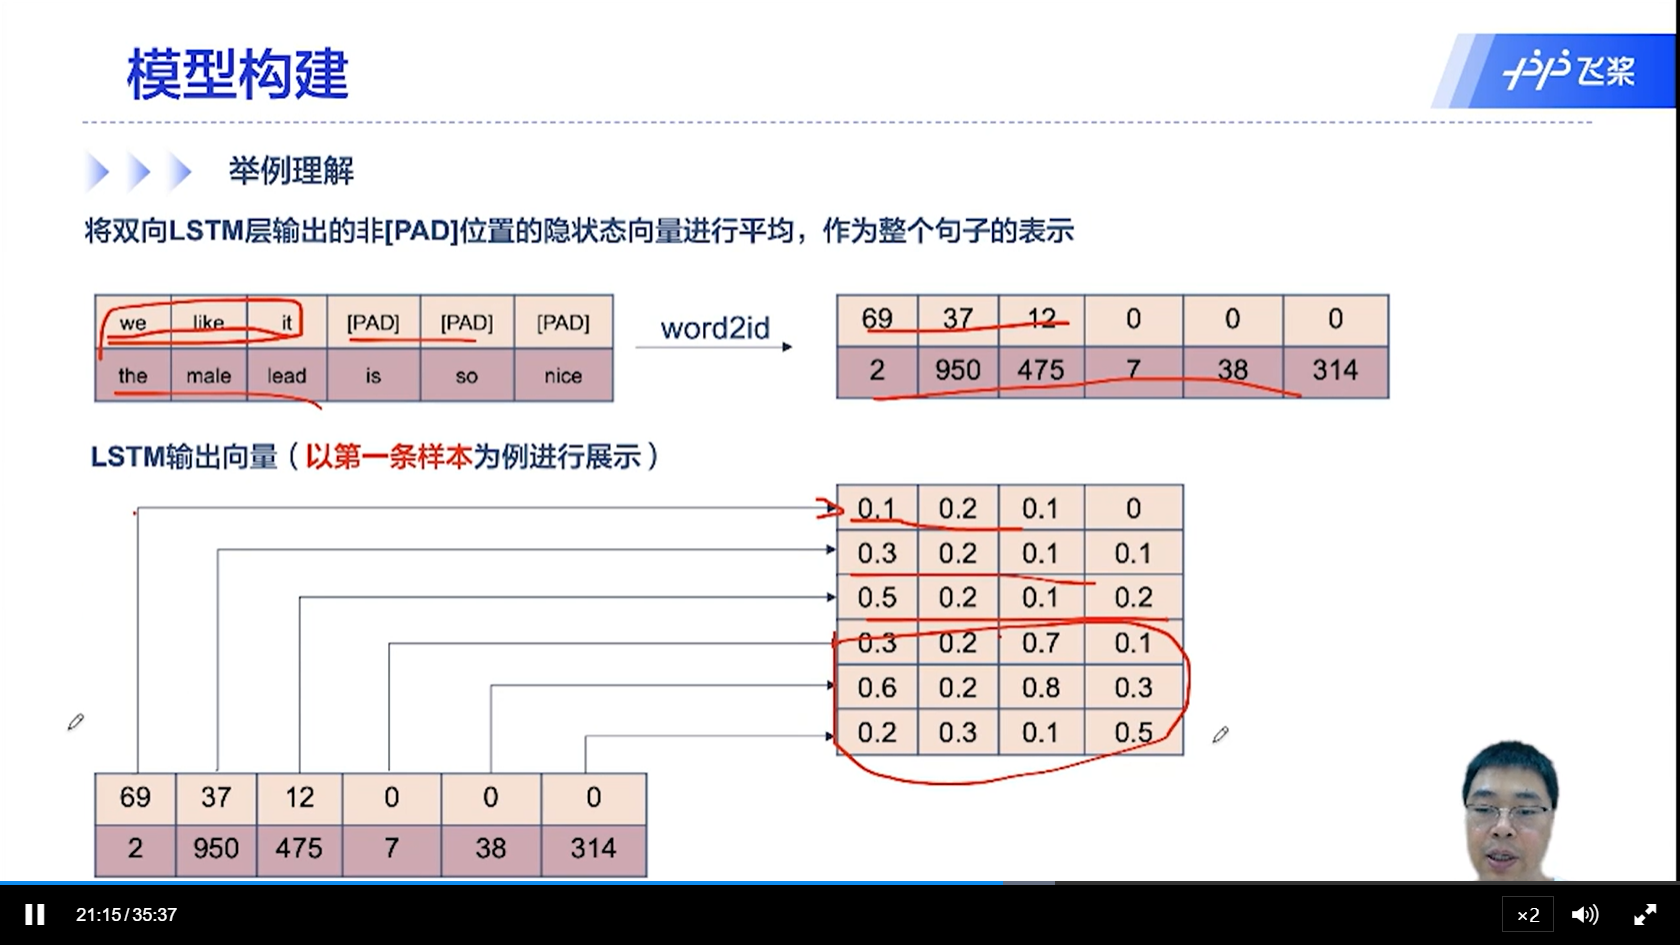 模型构建
飞桨
举例理解
将双向LSTM层输出的非[PAD]位置的隐状态向量进行平均，作为整个句子的表示
we like it [PAD] [PAD] [PAD]
the male lead is so nice
word2id
69 37 12 0 0 0
2 950 475 7 38 314
LSTM输出向量（以第一条样本为例进行展示）
0.1 0.2 0.1 0
0.3 0.2 0.1 0.1
0.5 0.2 0.1 0.2
0.3 0.2 0.7 0.1
0.6 0.2 0.8 0.3
0.2 0.3 0.1 0.5
69 37 12 0 0 0
2 950 475 7 38 314
21:15/35:37
×2